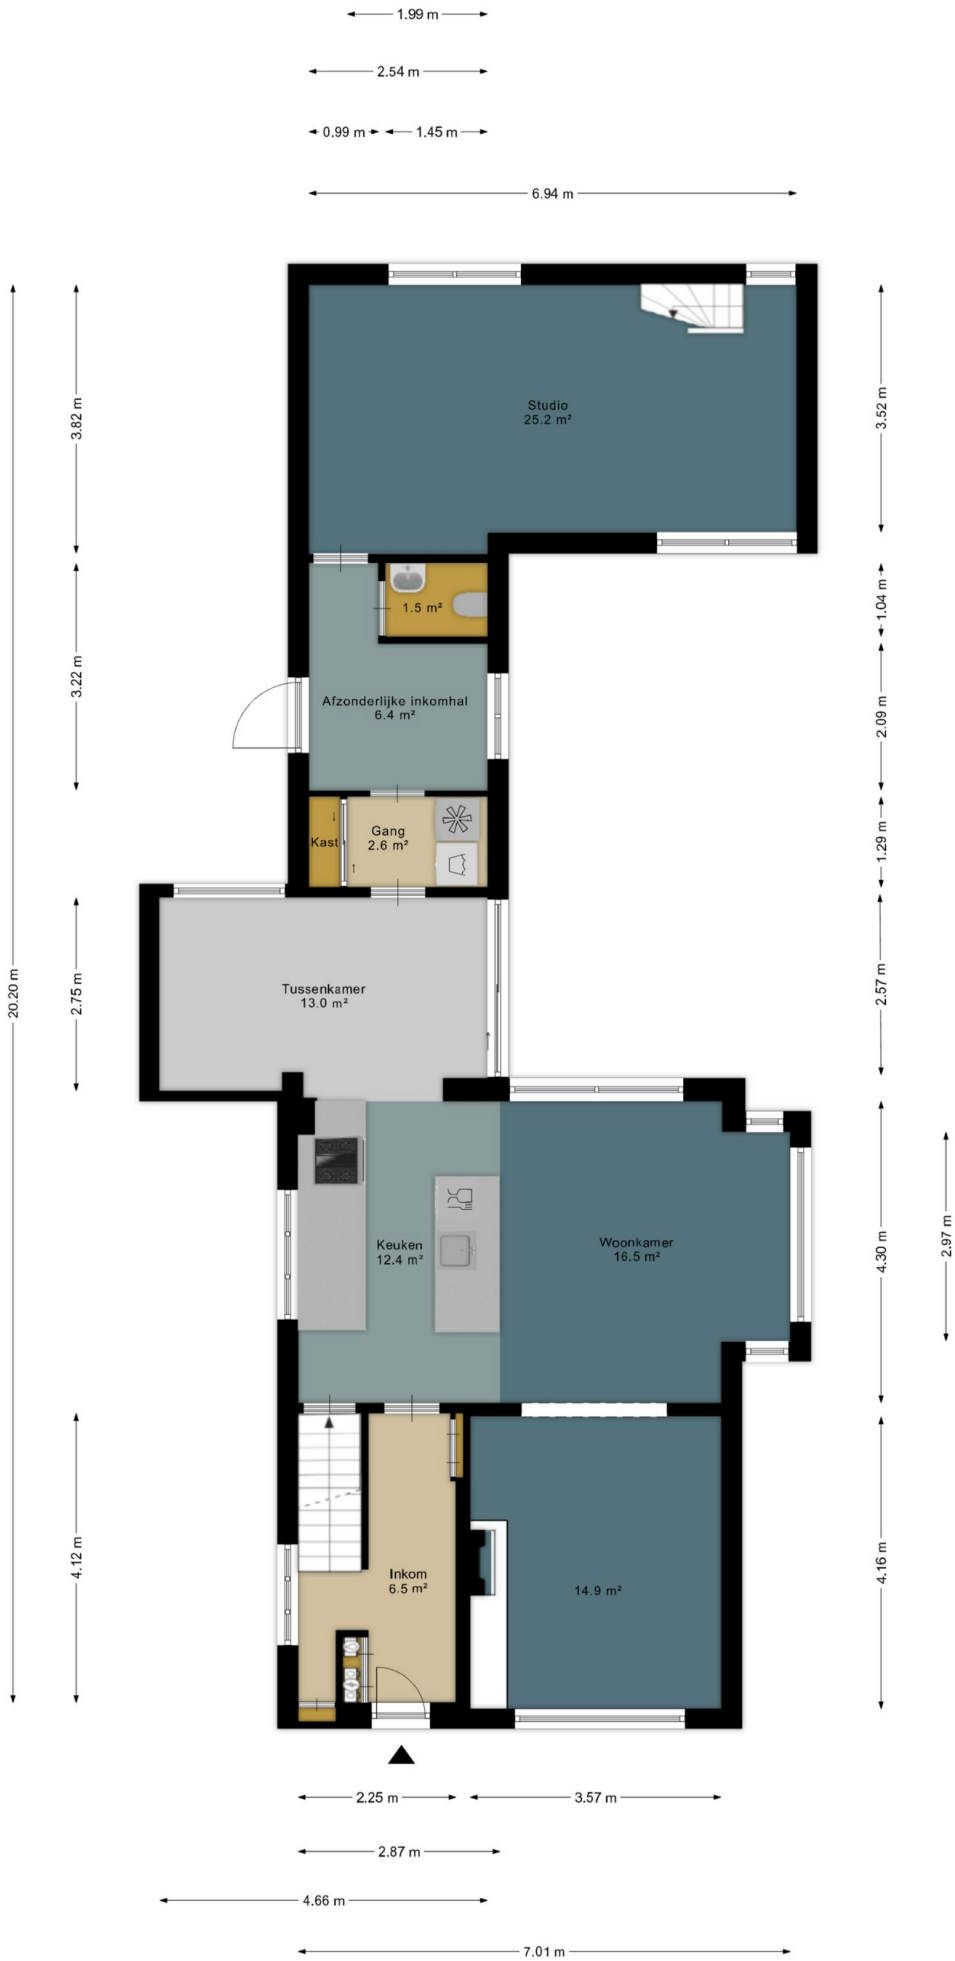 1.99 m
2.54 m
0.99 m
1.45 m
6.94 m
3.82 m
3.52 m
Studio
25.2 m²
1.04 m
1.5 m²
3.22 m
Afzonderlijke inkomhal
6.4 m²
2.09 m
Kast
Gang
2.6 m²
1.29 m
20.20 m
2.75 m
Tussenkamer
13.0 m²
2.57 m
Keuken
12.4 m²
Woonkamer
16.5 m²
4.30 m
2.97 m
4.12 m
Inkom
6.5 m²
14.9 m²
4.16 m
2.25 m
3.57 m
2.87 m
4.66 m
7.01 m